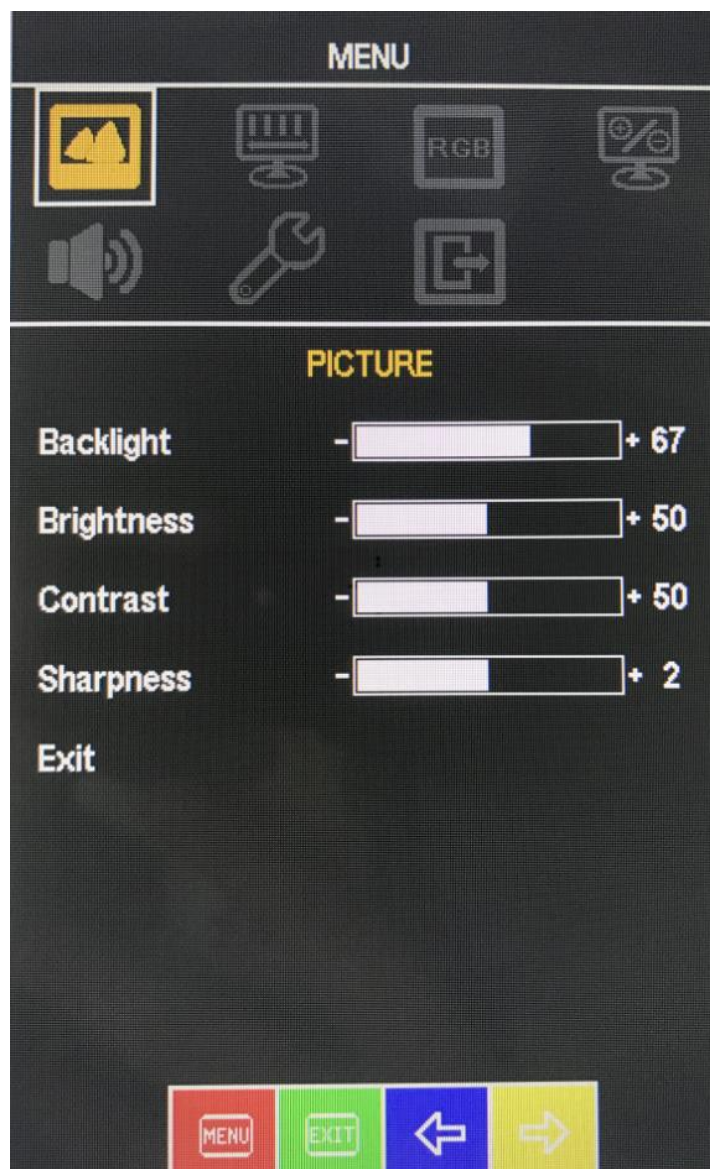 MENU
RGB
PICTURE
Backlight - + 67
Brightness - + 50
Contrast - + 50
Sharpness - + 2
Exit
MENU EXIT